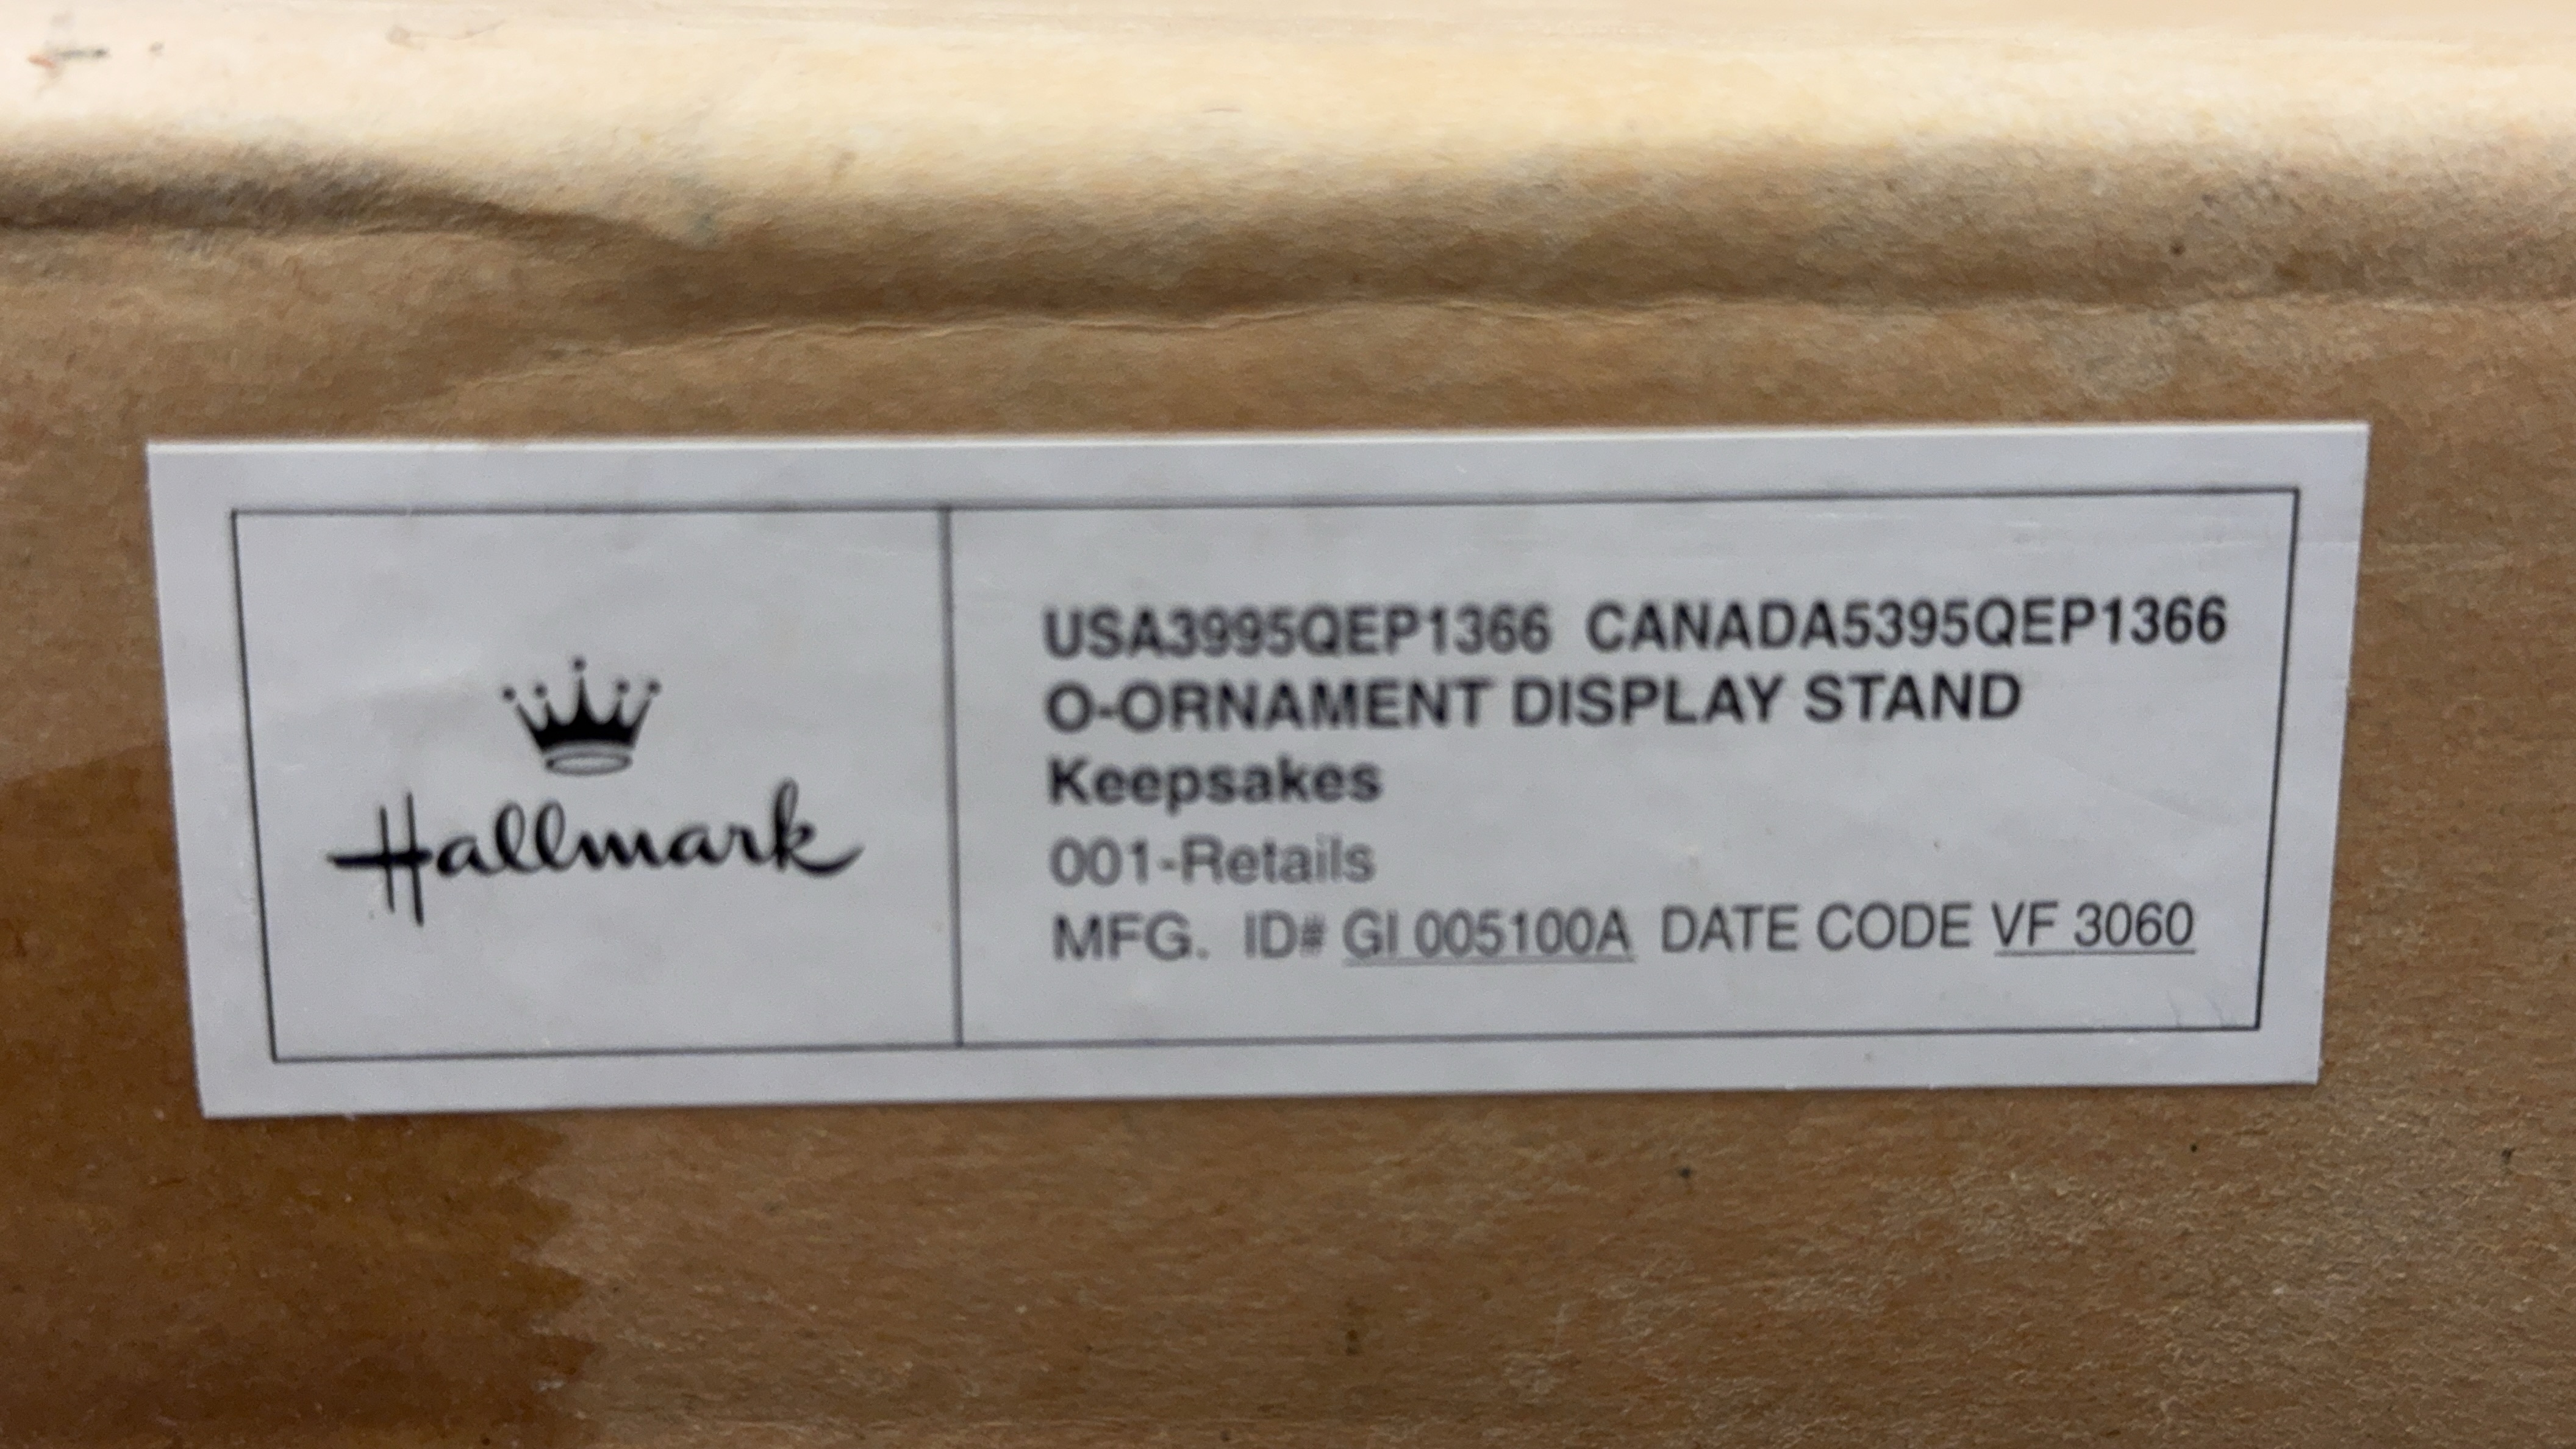 Hallmark
USA3995QEP1366 CANADA5395QEP1366
O-ORNAMENT DISPLAY STAND
Keepsakes
001-Retails
MFG. ID# GI 005100A DATE CODE VF 3060